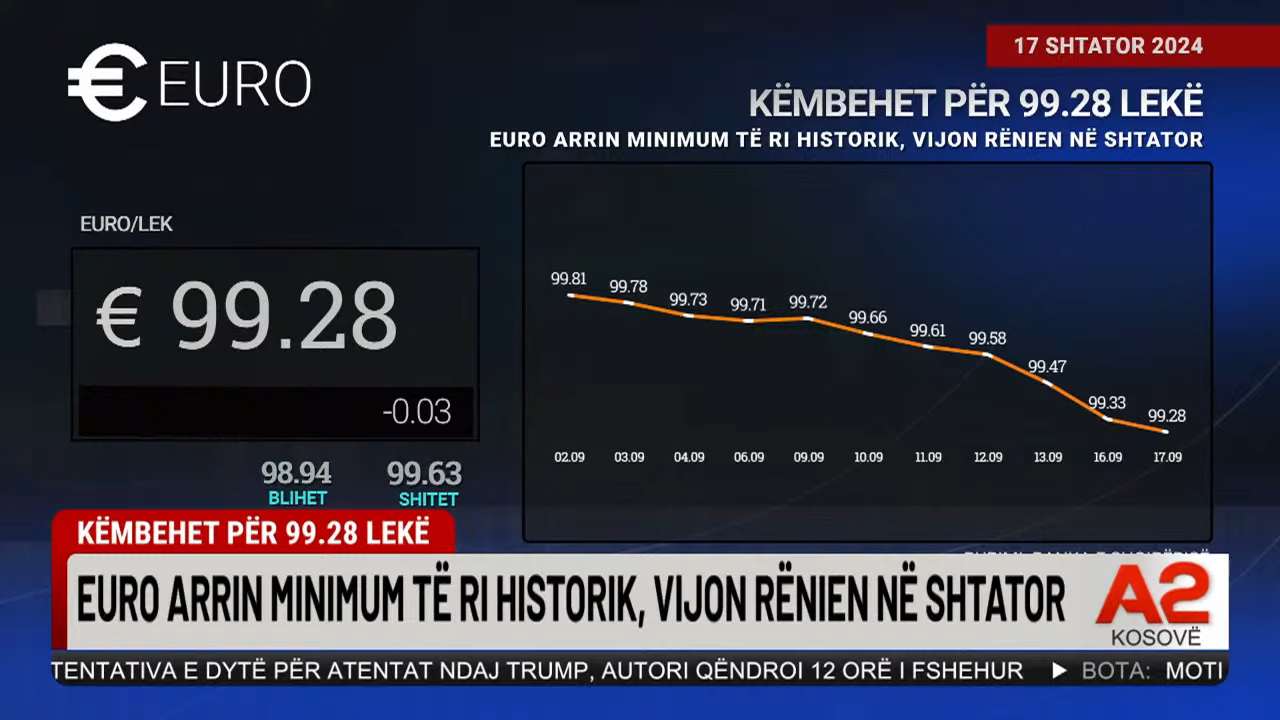 €EURO
17 SHTATOR 2024
KËMBEHET PËR 99.28 LEKË
EURO ARRIN MINIMUM TË RI HISTORIK, VIJON RËNIEN NË SHTATOR
EURO/LEK
€ 99.28
-0.03
98.94 99.63
BLIHET SHITET
99.81 99.78 99.73 99.71 99.72 99.66 99.61 99.58 99.47 99.33 99.28
02.09 03.09 04.09 06.09 09.09 10.09 11.09 12.09 13.09 16.09 17.09
KËMBEHET PËR 99.28 LEKË
EURO ARRIN MINIMUM TË RI HISTORIK, VIJON RËNIEN NË SHTATOR
A2
KOSOVË
TENTATIVA E DYTË PËR ATENTAT NDAJ TRUMP, AUTORI QËNDROI 12 ORË I FSHEHUR ▶ BOTA: MOTI